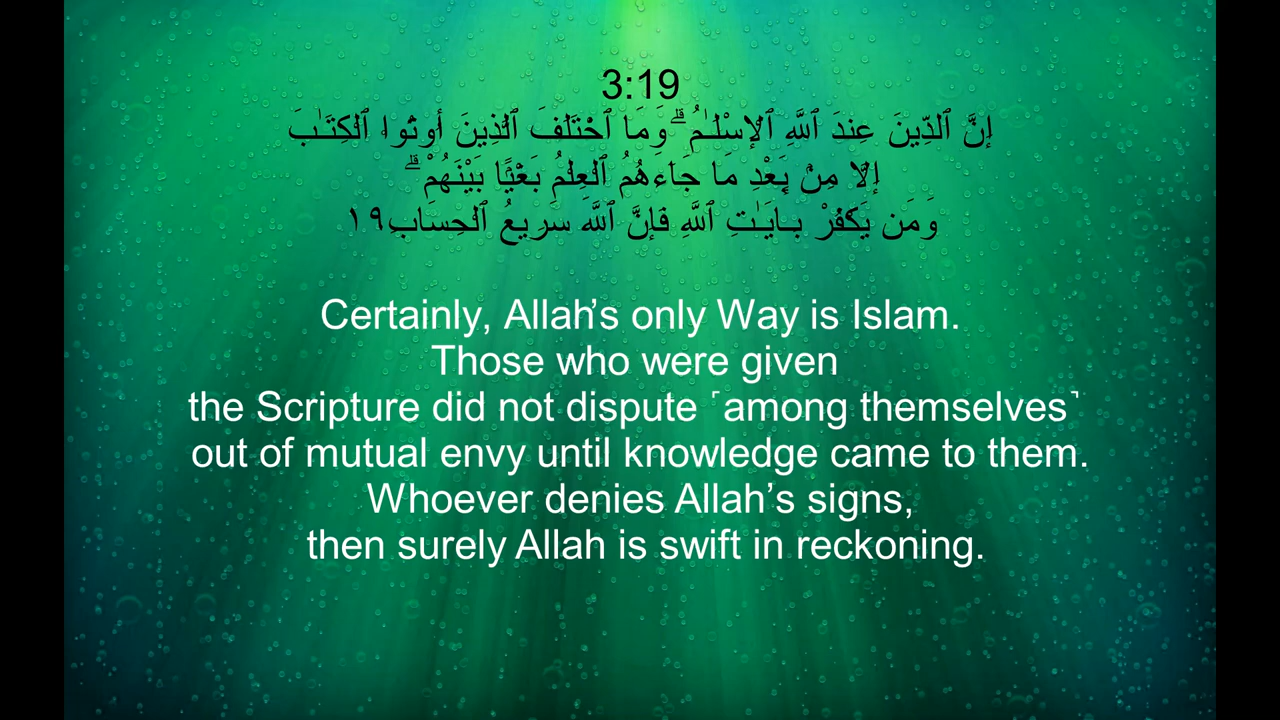 3:19
إِنَّ ٱلدِّينَ عِندَ ٱللَّهِ ٱلْإِسْلَـٰمُ ۗ وَمَا ٱخْتَلَفَ ٱلَّذِينَ أُوتُوا۟ ٱلْكِتَـٰبَ
إِلَّا مِنۢ بَعْدِ مَا جَآءَهُمُ ٱلْعِلْمُ بَغْيًۢا بَيْنَهُمْ ۗ
وَمَن يَكْفُرْ بِـَٔايَـٰتِ ٱللَّهِ فَإِنَّ ٱللَّهَ سَرِيعُ ٱلْحِسَابِ ١٩
Certainly, Allah’s only Way is Islam.
Those who were given
the Scripture did not dispute ˹among themselves˺
out of mutual envy until knowledge came to them.
Whoever denies Allah’s signs,
then surely Allah is swift in reckoning.